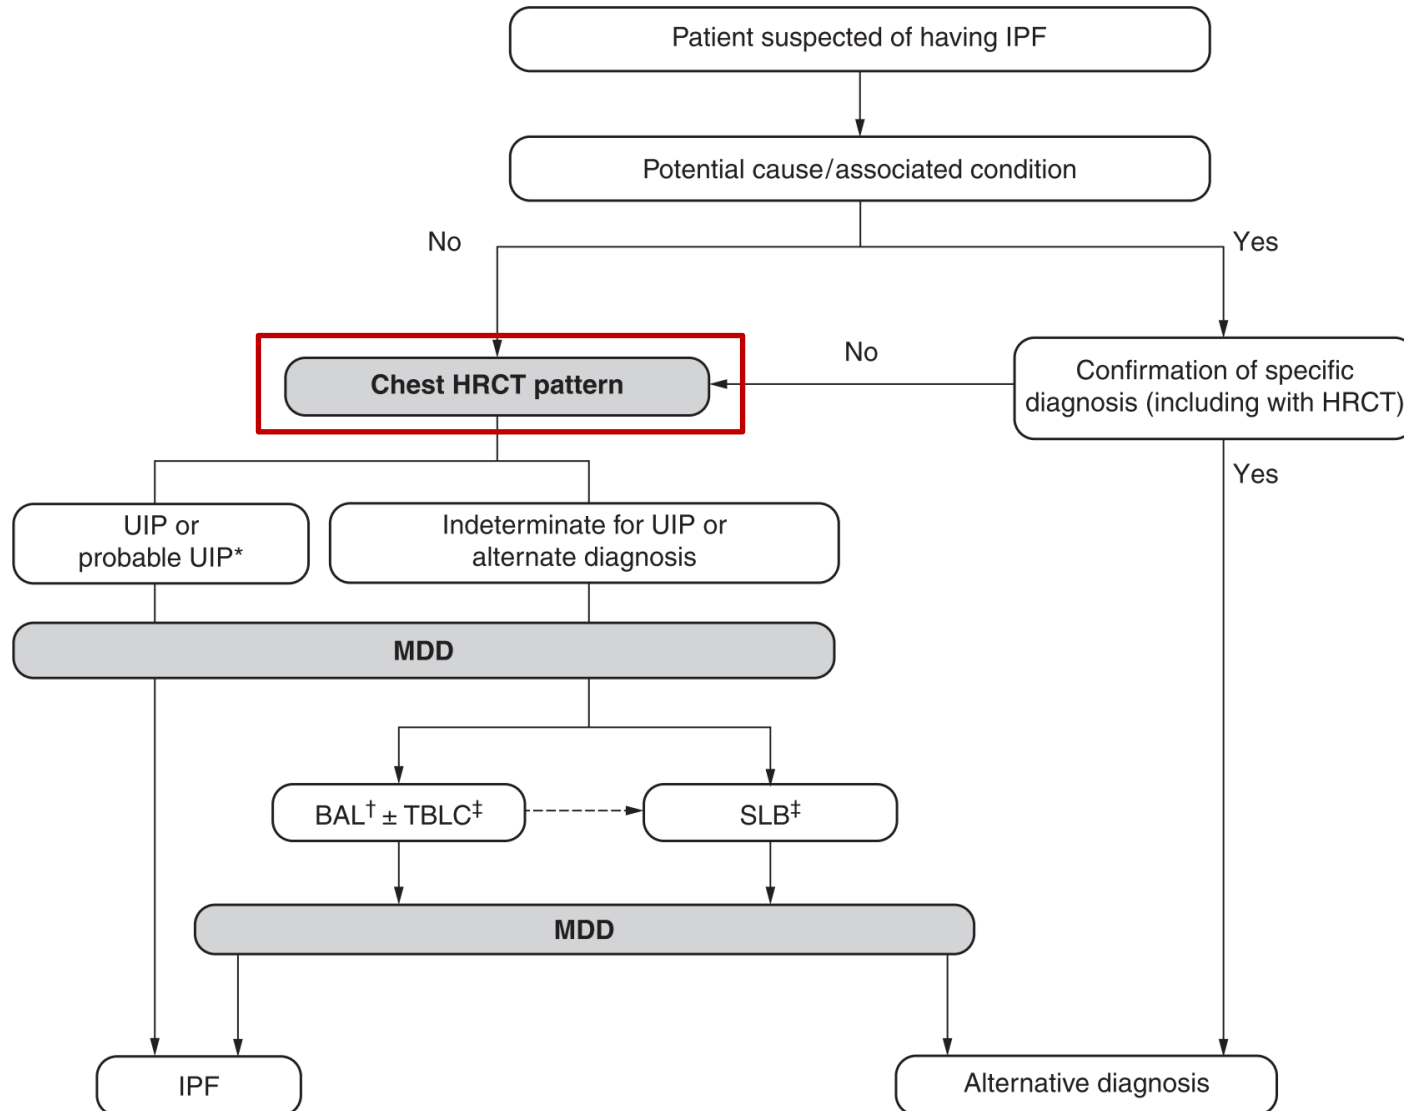 Patient suspected of having IPF
Potential cause/associated condition
No
Yes
Chest HRCT pattern
No
Confirmation of specific
diagnosis (including with HRCT)
Yes
UIP or
probable UIP*
Indeterminate for UIP or
alternate diagnosis
MDD
BAL† ± TBLC‡
SLB‡
MDD
IPF
Alternative diagnosis